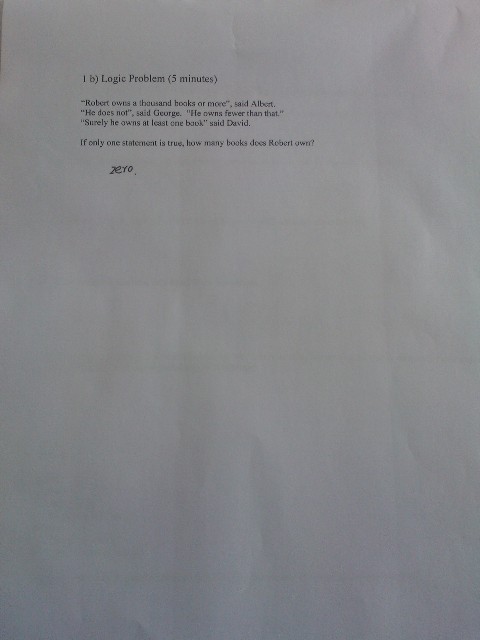 1 b) Logic Problem (5 minutes)
"Robert owns a thousand books or more", said Albert.
"He does not", said George. "He owns fewer than that."
"Surely he owns at least one book" said David.
If only one statement is true, how many books does Robert own?
zero.